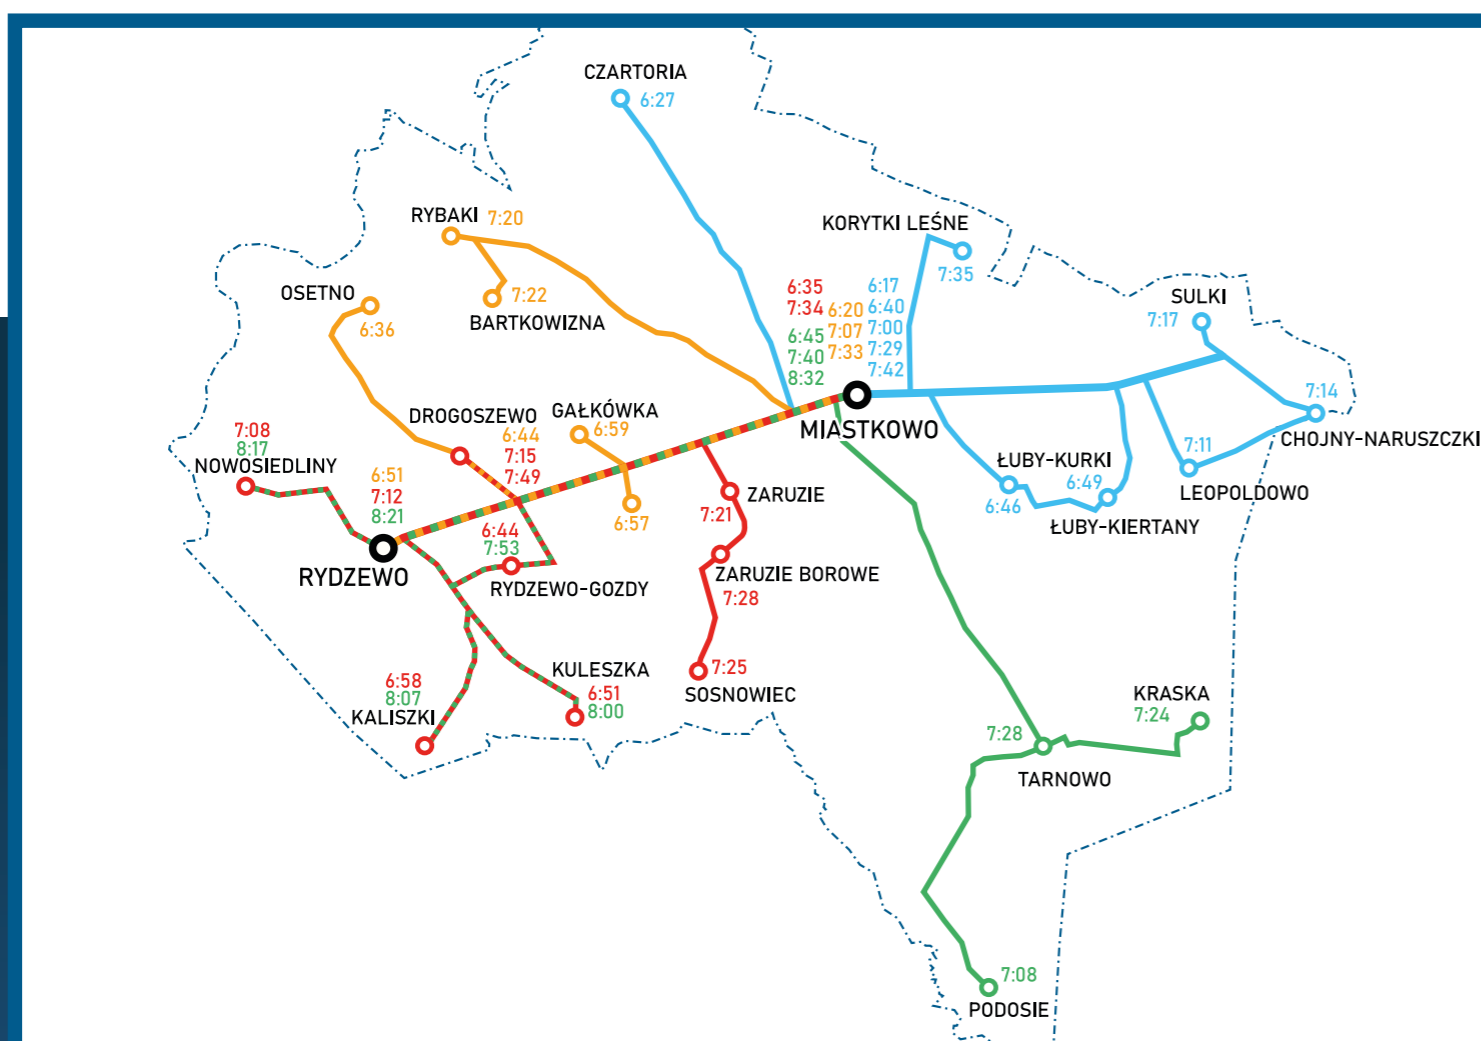 CZARTORIA
6:27
RYBAKI 7:20
KORYTKI LEŚNE
7:35
OSETNO
6:36
7:22
BARTKOWIZNA
6:35
7:34
6:45
7:40
8:32
6:20
7:07
7:33
6:17
6:40
7:00
7:29
7:42
SULKI
7:17
MIASTKOWO
7:14
CHOJNY-NARUSZCZKI
7:11
LEOPOLDOWO
DROGOSZEWO
6:44
7:15
7:49
GAŁKÓWKA
6:59
6:57
7:08
8:17
NOWOSIEDLINY
6:51
7:12
8:21
RYDZEWO
6:44
7:53
RYDZEWO-GOZDY
ZARUZIE
7:21
ZARUZIE BOROWE
7:28
7:25
SOSNOWIEC
ŁUBY-KURKI
6:46
6:49
ŁUBY-KIERTANY
6:58
8:07
KALISZKI
KULESZKA
6:51
8:00
KRASKA
7:24
7:28
TARNOWO
7:08
PODOSIE